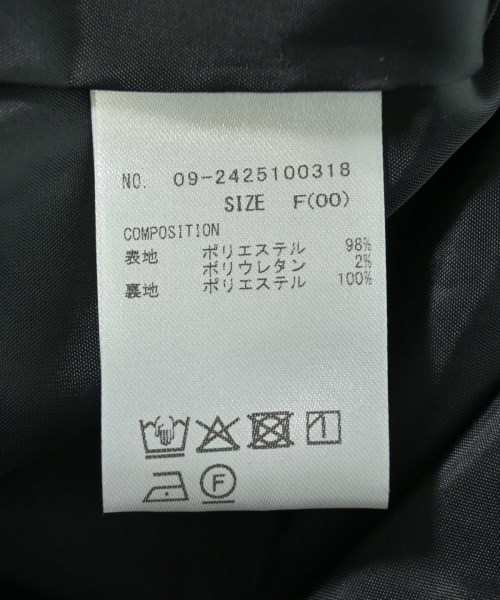 NO. 09-2425100318
SIZE F(00)
COMPOSITION
表地 ポリエステル 98%
ポリウレタン 2%
裏地 ポリエステル 100%
F